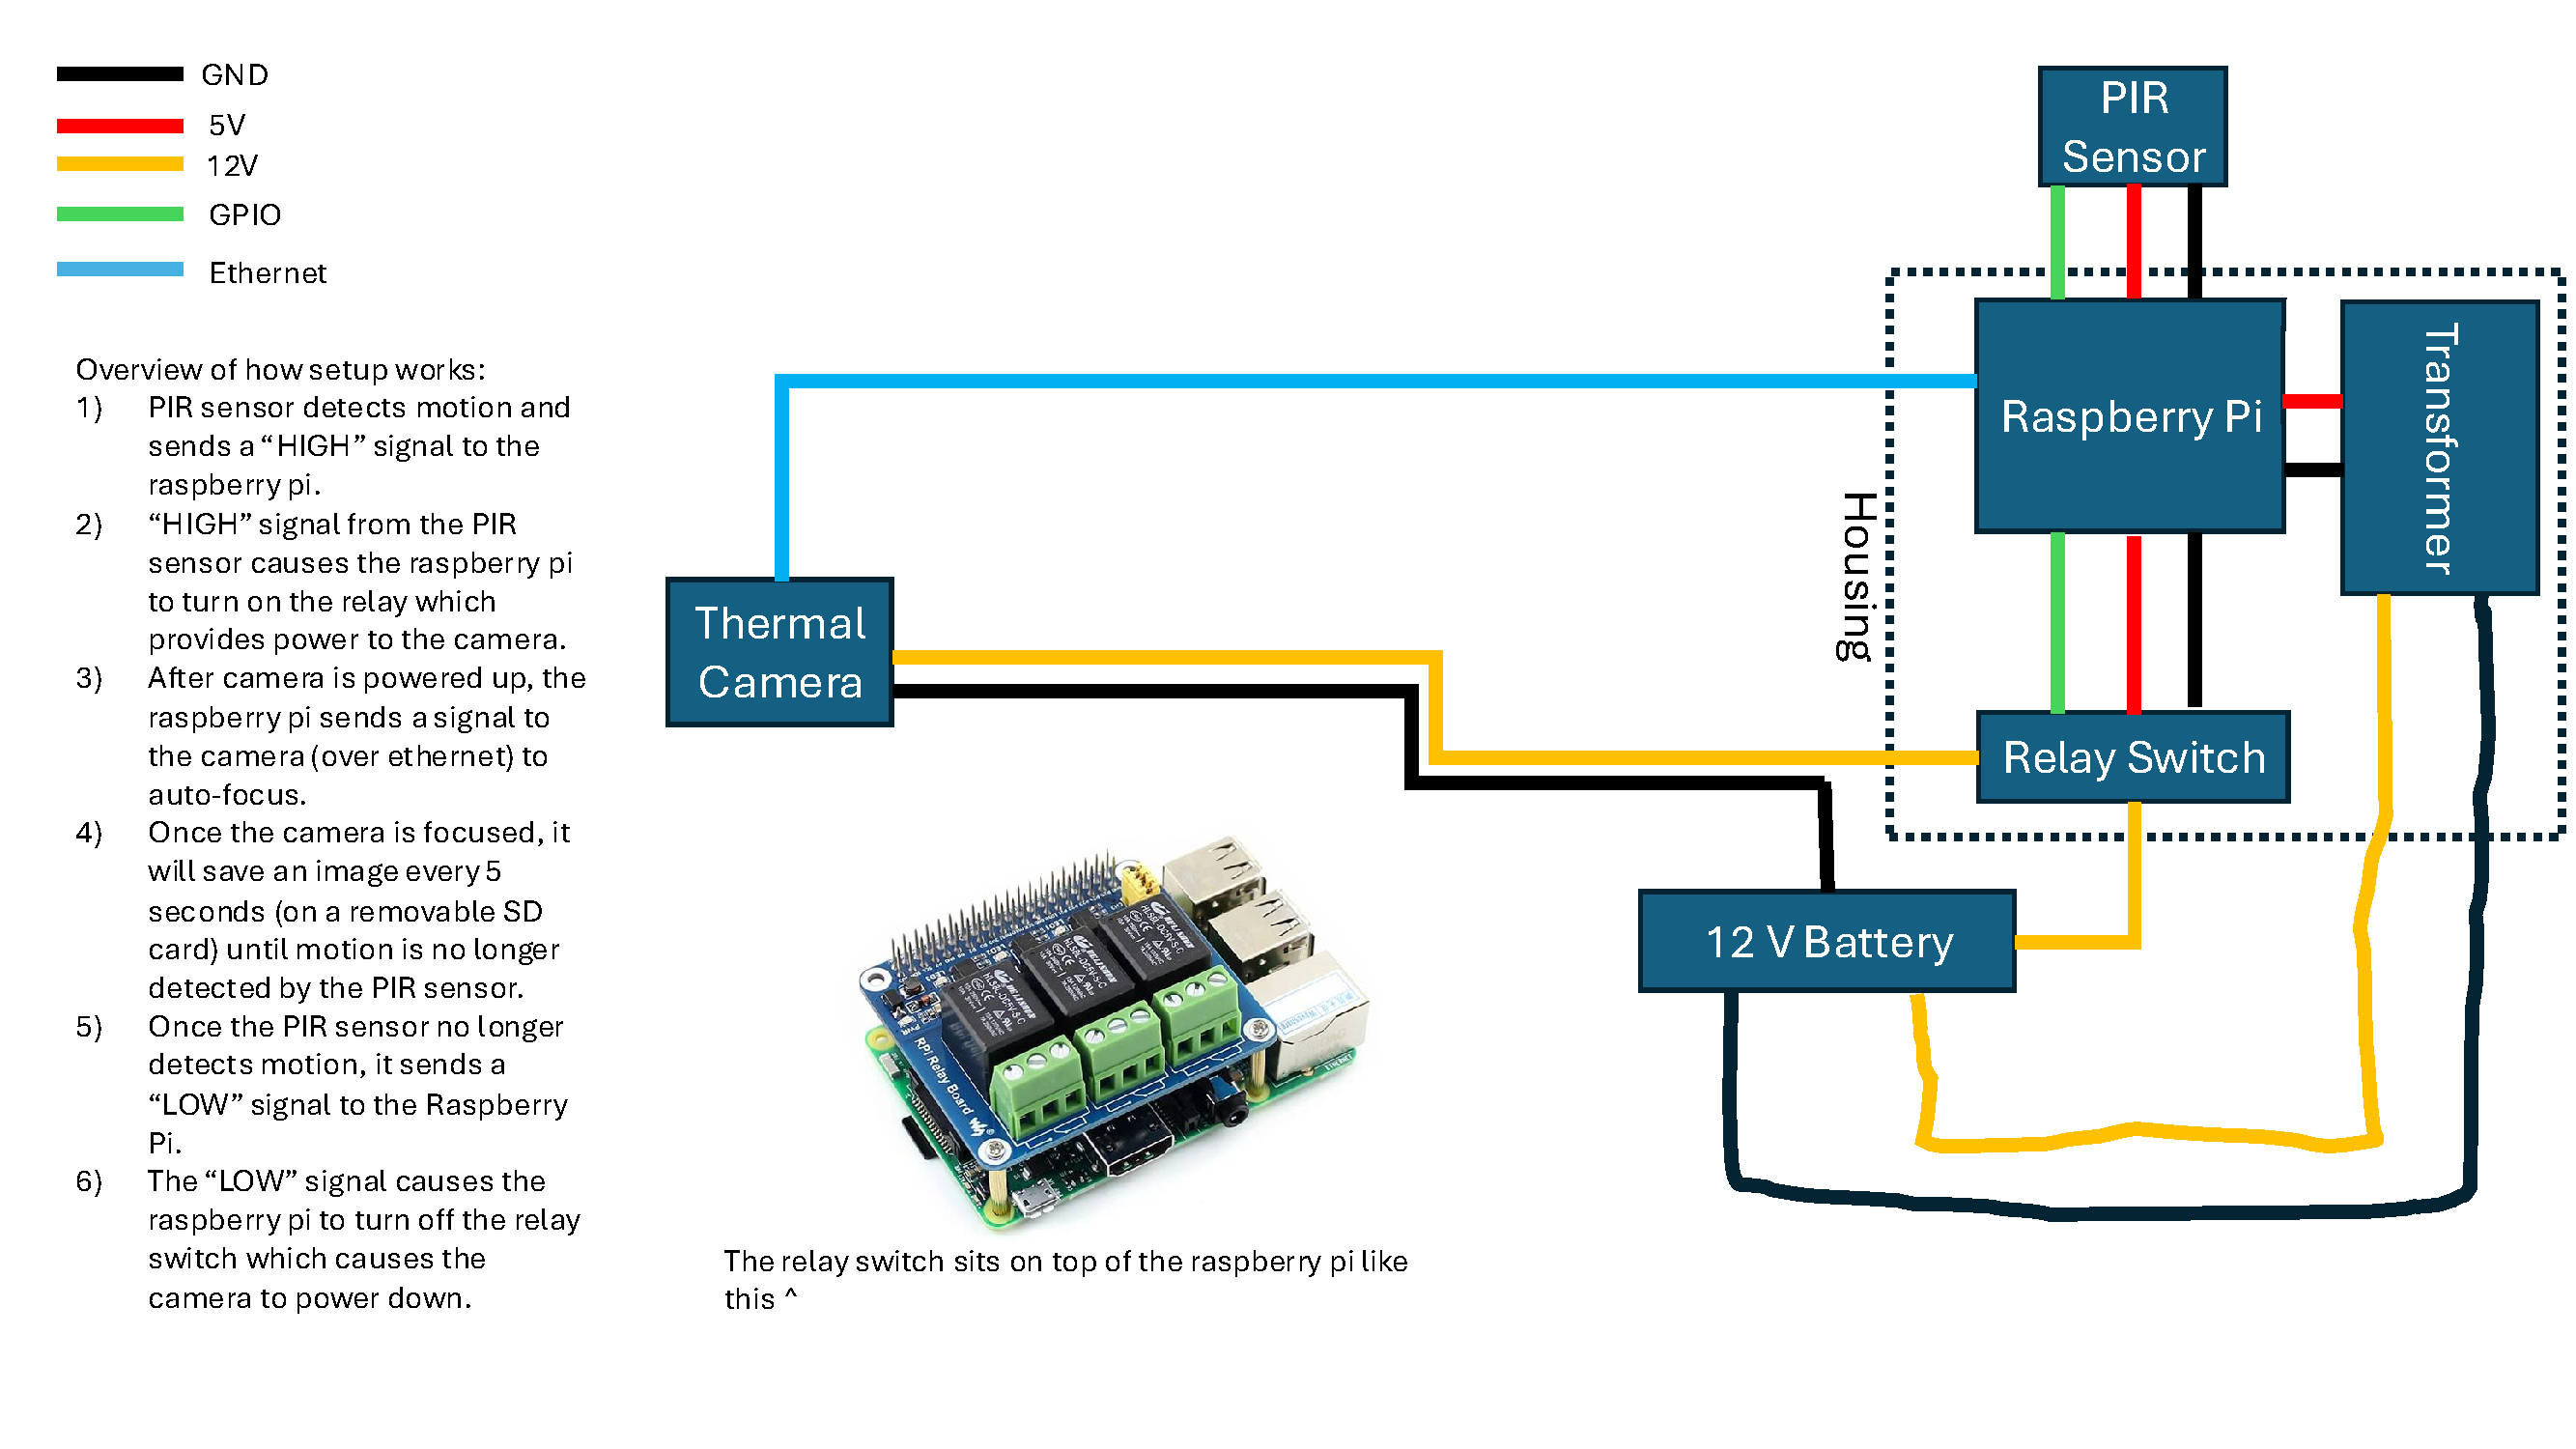 GND
5V
12V
GPIO
Ethernet
Overview of how setup works:
1) PIR sensor detects motion and
sends a “HIGH” signal to the
raspberry pi.
2) “HIGH” signal from the PIR
sensor causes the raspberry pi
to turn on the relay which
provides power to the camera.
3) After camera is powered up, the
raspberry pi sends a signal to
the camera (over ethernet) to
auto-focus.
4) Once the camera is focused, it
will save an image every 5
seconds (on a removable SD
card) until motion is no longer
detected by the PIR sensor.
5) Once the PIR sensor no longer
detects motion, it sends a
“LOW” signal to the Raspberry
Pi.
6) The “LOW” signal causes the
raspberry pi to turn off the relay
switch which causes the
camera to power down.
Thermal
Camera
RPI Relay Board
The relay switch sits on top of the raspberry pi like
this ^
PIR
Sensor
Housing
Raspberry Pi
Transformer
Relay Switch
12 V Battery